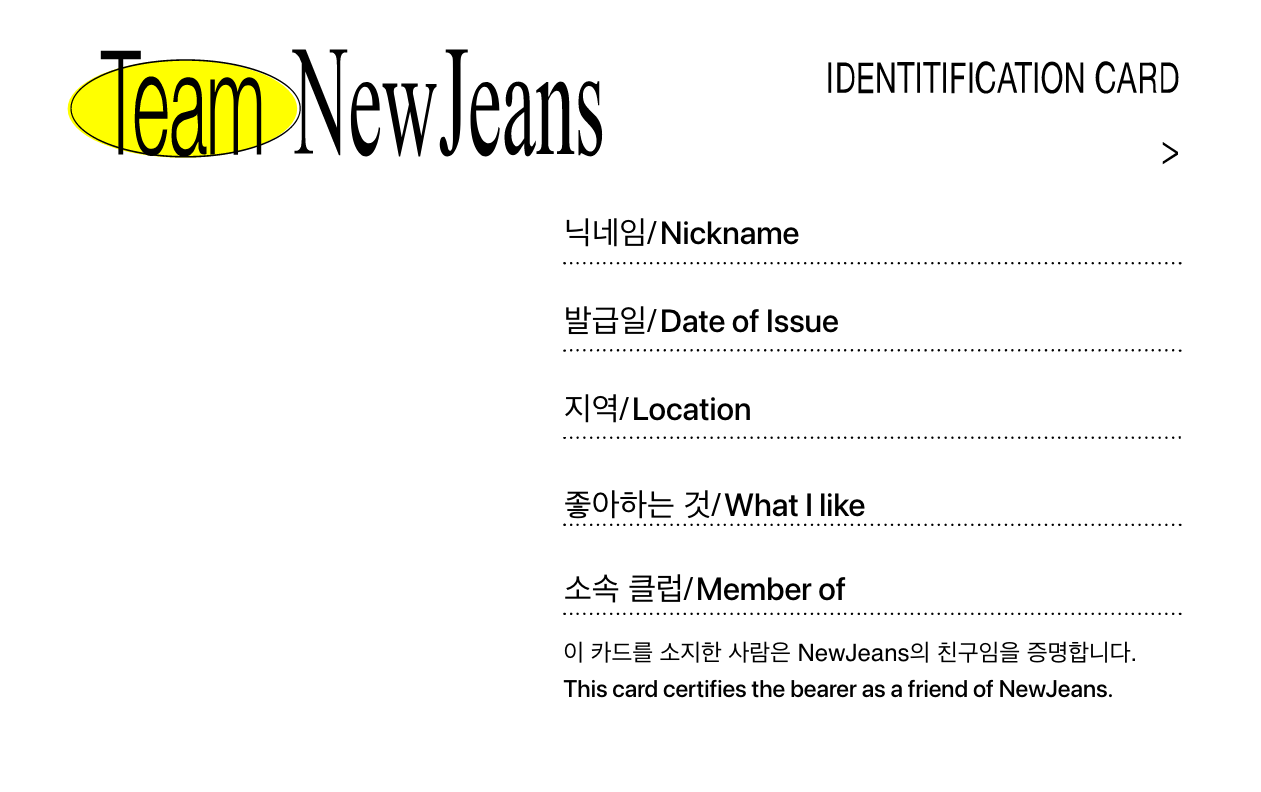 Team NewJeans
IDENTITIFICATION CARD
>
닉네임/Nickname
발급일/Date of Issue
지역/Location
좋아하는 것/What I like
소속 클럽/Member of
이 카드를 소지한 사람은 NewJeans의 친구임을 증명합니다.
This card certifies the bearer as a friend of NewJeans.